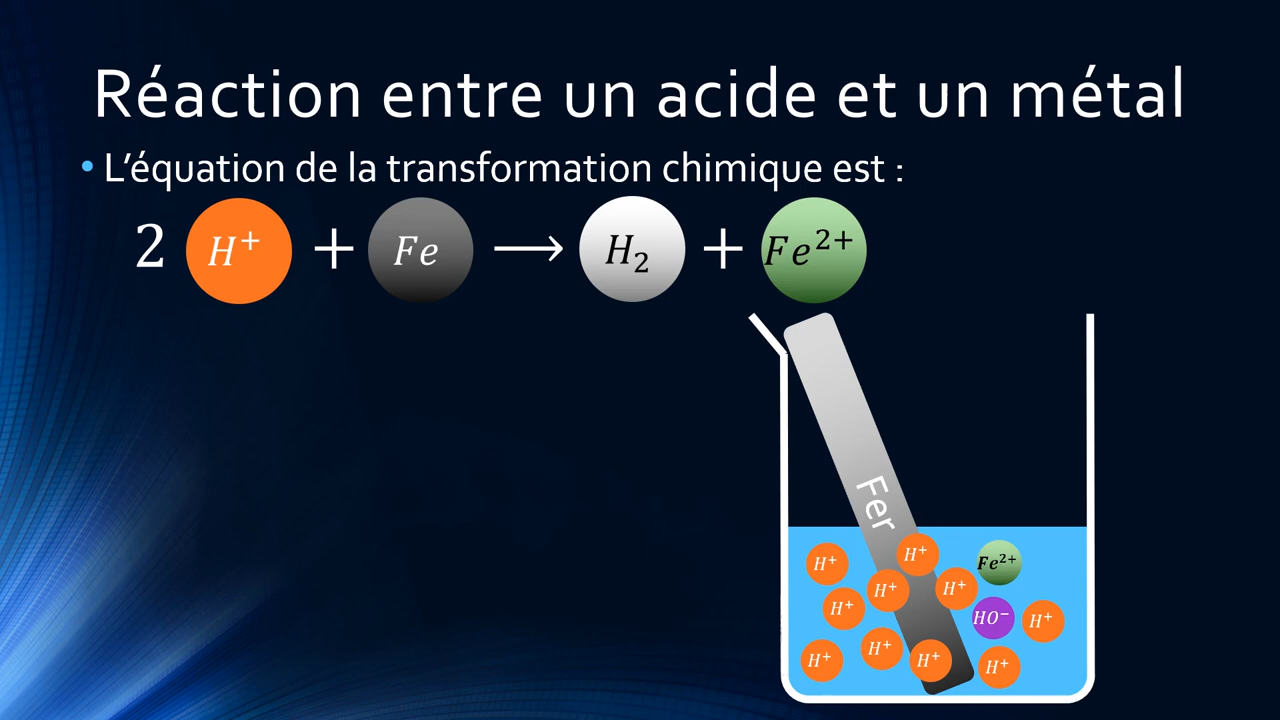 Réaction entre un acide et un métal
• L’équation de la transformation chimique est :
2 H⁺ + Fe ⟶ H₂ + Fe²⁺
Fer
H⁺
H⁺
Fe²⁺
H⁺
H⁺
H⁺
HO⁻
H⁺
H⁺
H⁺
H⁺
H⁺